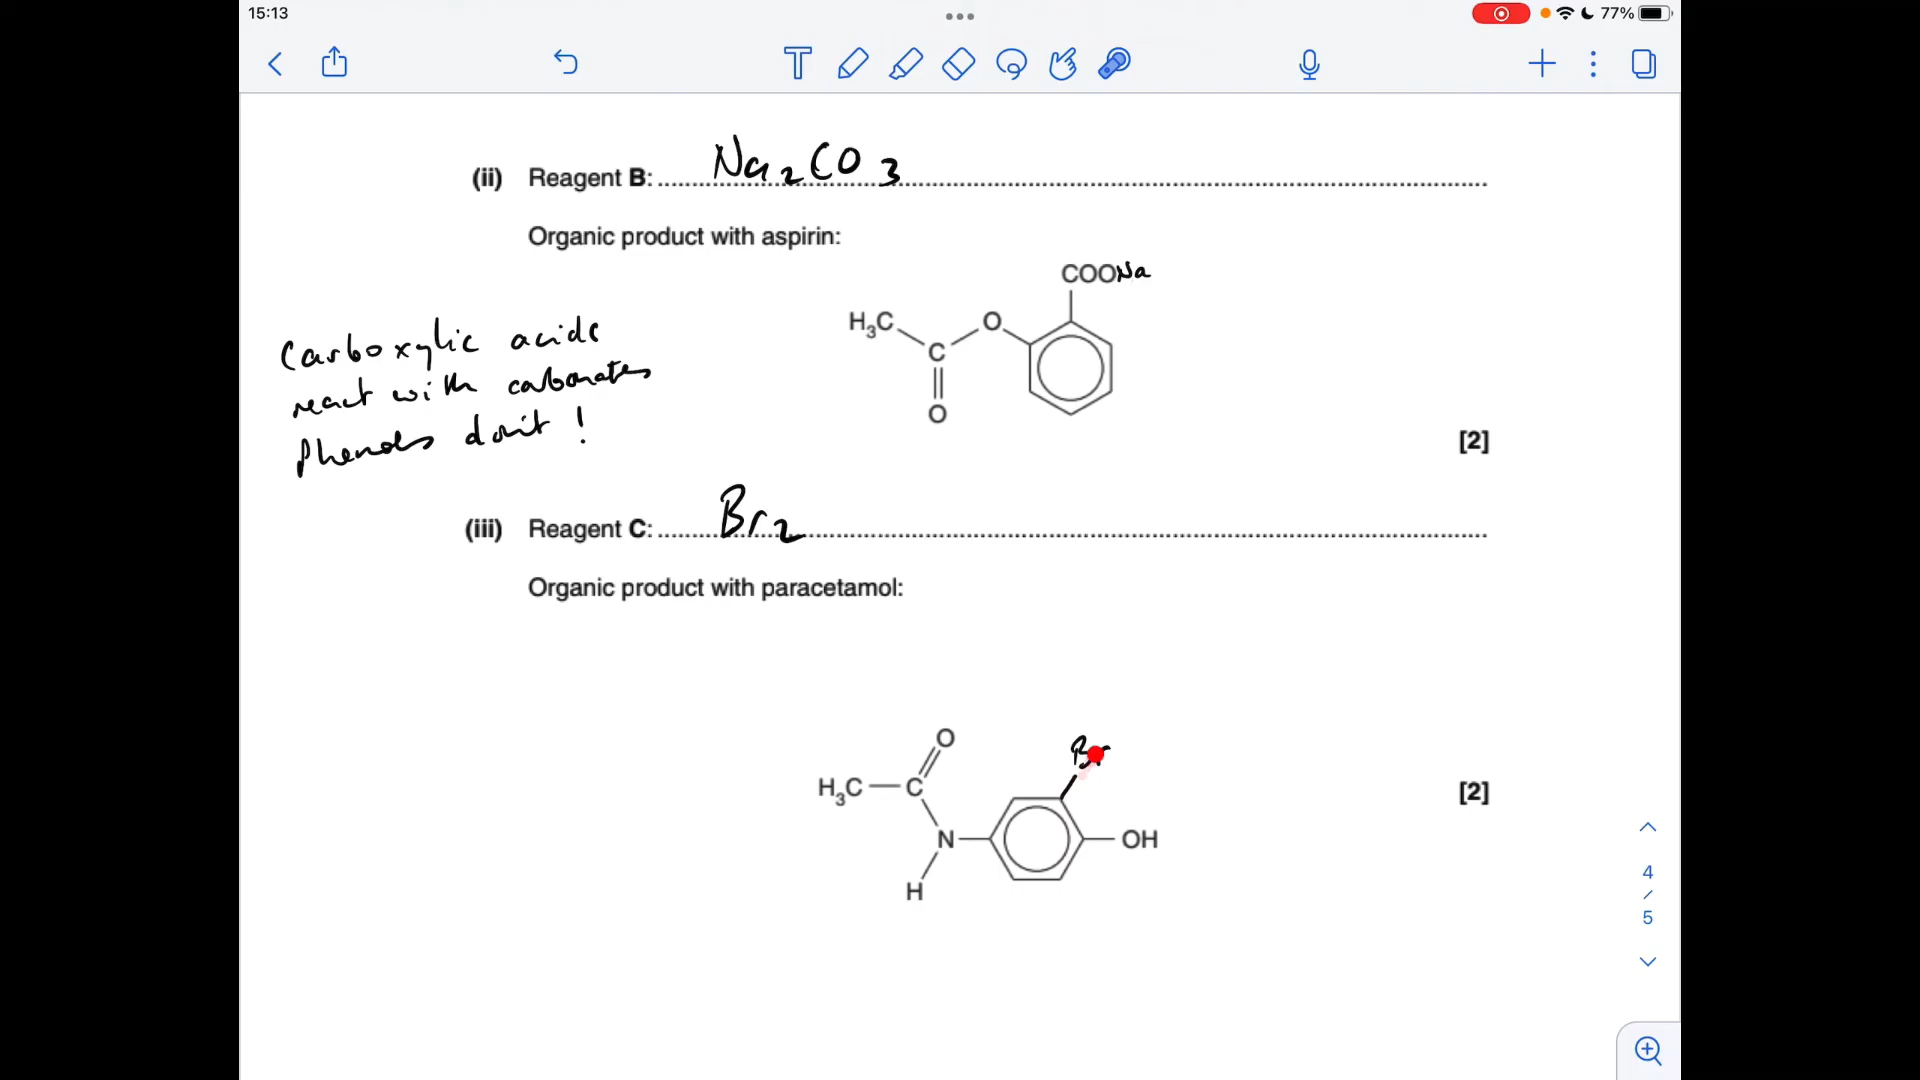 15:13
77%
(ii) Reagent B: Na2CO3
Organic product with aspirin:
COONa
H3C
O
C
O
Carboxylic acids
react with carbonates
Phenols don't!
[2]
(iii) Reagent C: Br2
Organic product with paracetamol:
O
Br
H3C C
[2]
N OH
H
4
/
5